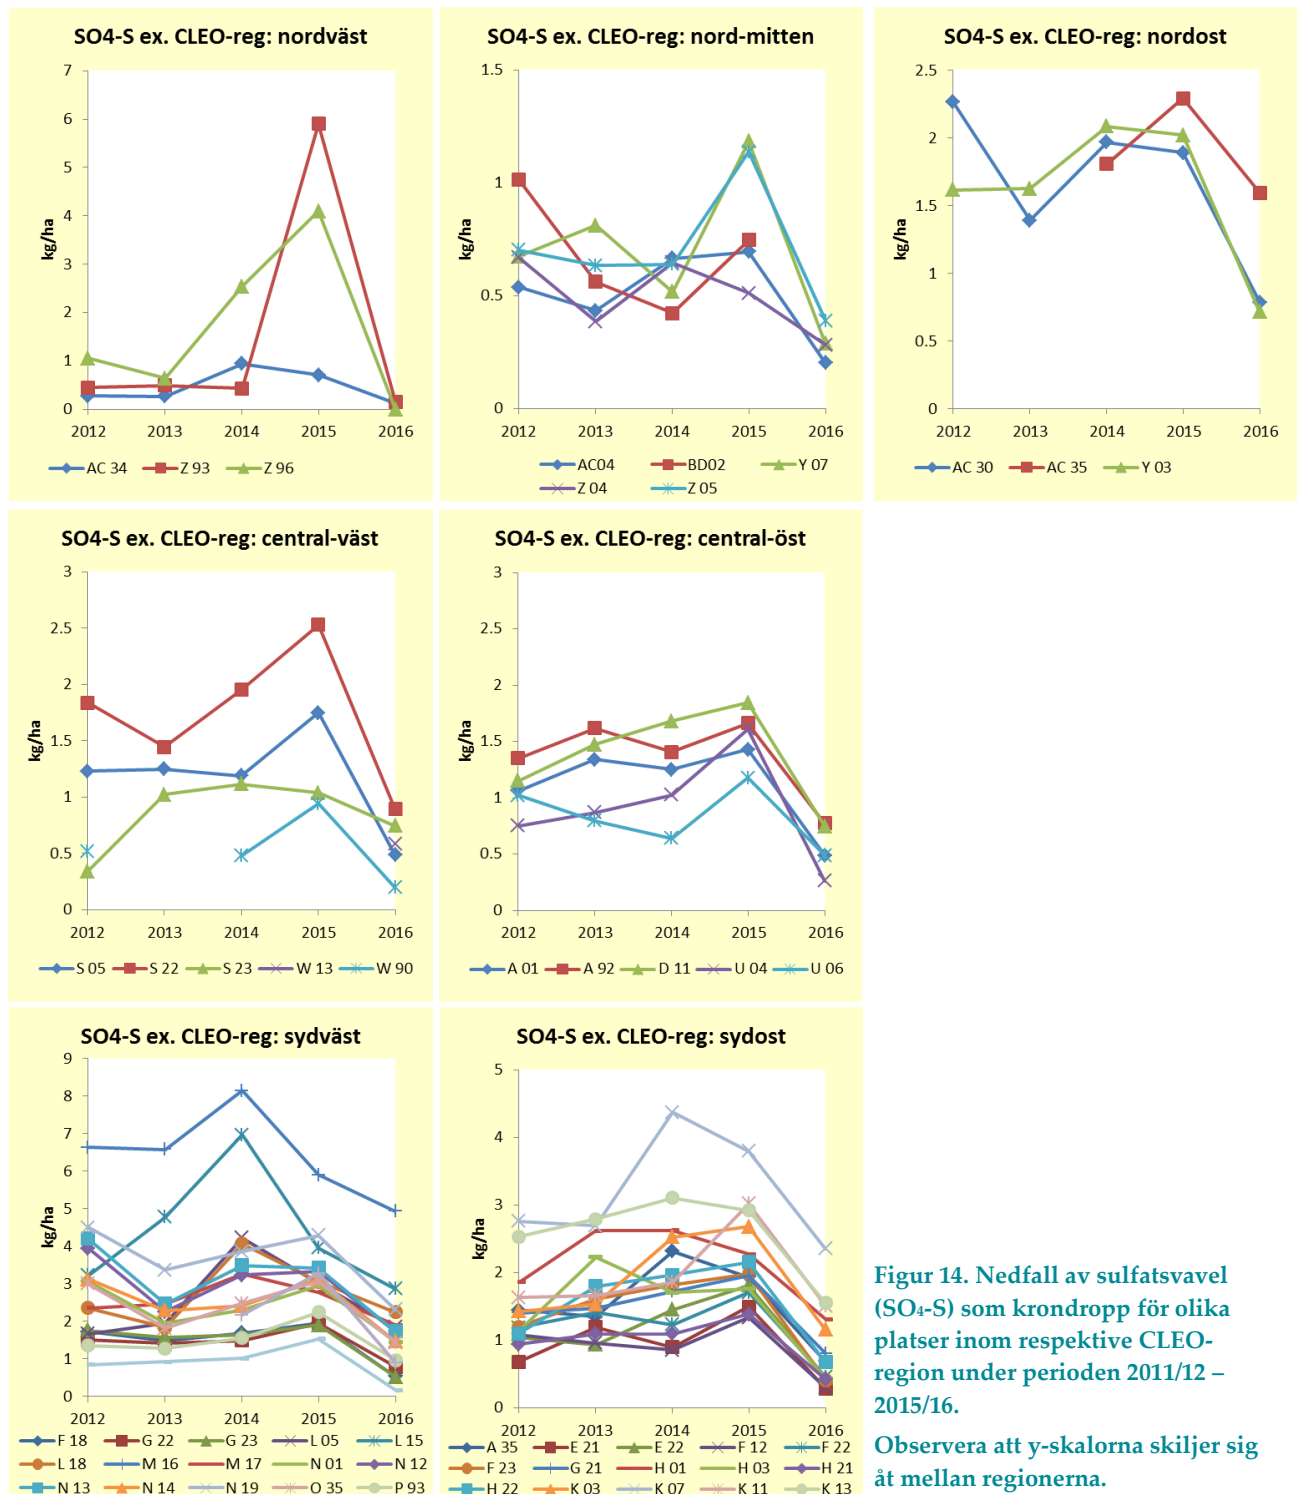 SO4-S ex. CLEO-reg: nordväst
7
6
5
4
3
2
1
0
kg/ha
2012 2013 2014 2015 2016
AC 34 Z 93 Z 96
SO4-S ex. CLEO-reg: nord-mitten
1.5
1
0.5
0
kg/ha
2012 2013 2014 2015 2016
AC04 BD02 Y 07
Z 04 Z 05
SO4-S ex. CLEO-reg: nordost
2.5
2
1.5
1
0.5
0
kg/ha
2012 2013 2014 2015 2016
AC 30 AC 35 Y 03
SO4-S ex. CLEO-reg: central-väst
3
2.5
2
1.5
1
0.5
0
kg/ha
2012 2013 2014 2015 2016
S 05 S 22 S 23 W 13 W 90
SO4-S ex. CLEO-reg: central-öst
3
2.5
2
1.5
1
0.5
0
kg/ha
2012 2013 2014 2015 2016
A 01 A 92 D 11 U 04 U 06
SO4-S ex. CLEO-reg: sydväst
9
8
7
6
5
4
3
2
1
0
kg/ha
2012 2013 2014 2015 2016
F 18 G 22 G 23 L 05 L 15
L 18 M 16 M 17 N 01 N 12
N 13 N 14 N 19 O 35 P 93
SO4-S ex. CLEO-reg: sydost
5
4
3
2
1
0
kg/ha
2012 2013 2014 2015 2016
A 35 E 21 E 22 F 12 F 22
F 23 G 21 H 01 H 03 H 21
H 22 K 03 K 07 K 11 K 13
Figur 14. Nedfall av sulfatsvavel
(SO₄-S) som krondropp för olika
platser inom respektive CLEO-
region under perioden 2011/12 –
2015/16.
Observera att y-skalorna skiljer sig
åt mellan regionerna.